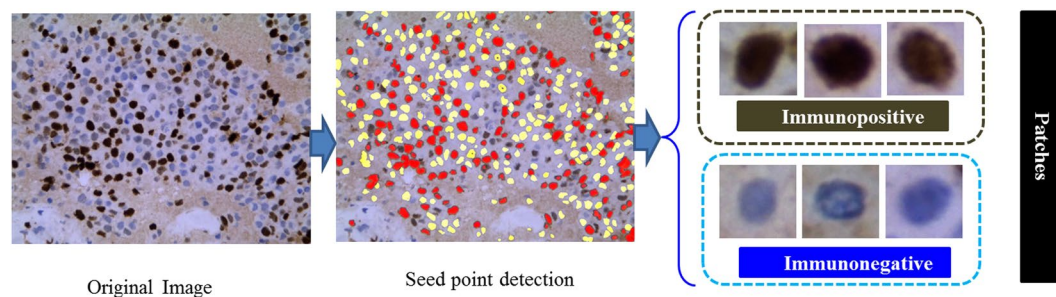 Original Image
Seed point detection
Immunopositive
Immunonegative
Patches